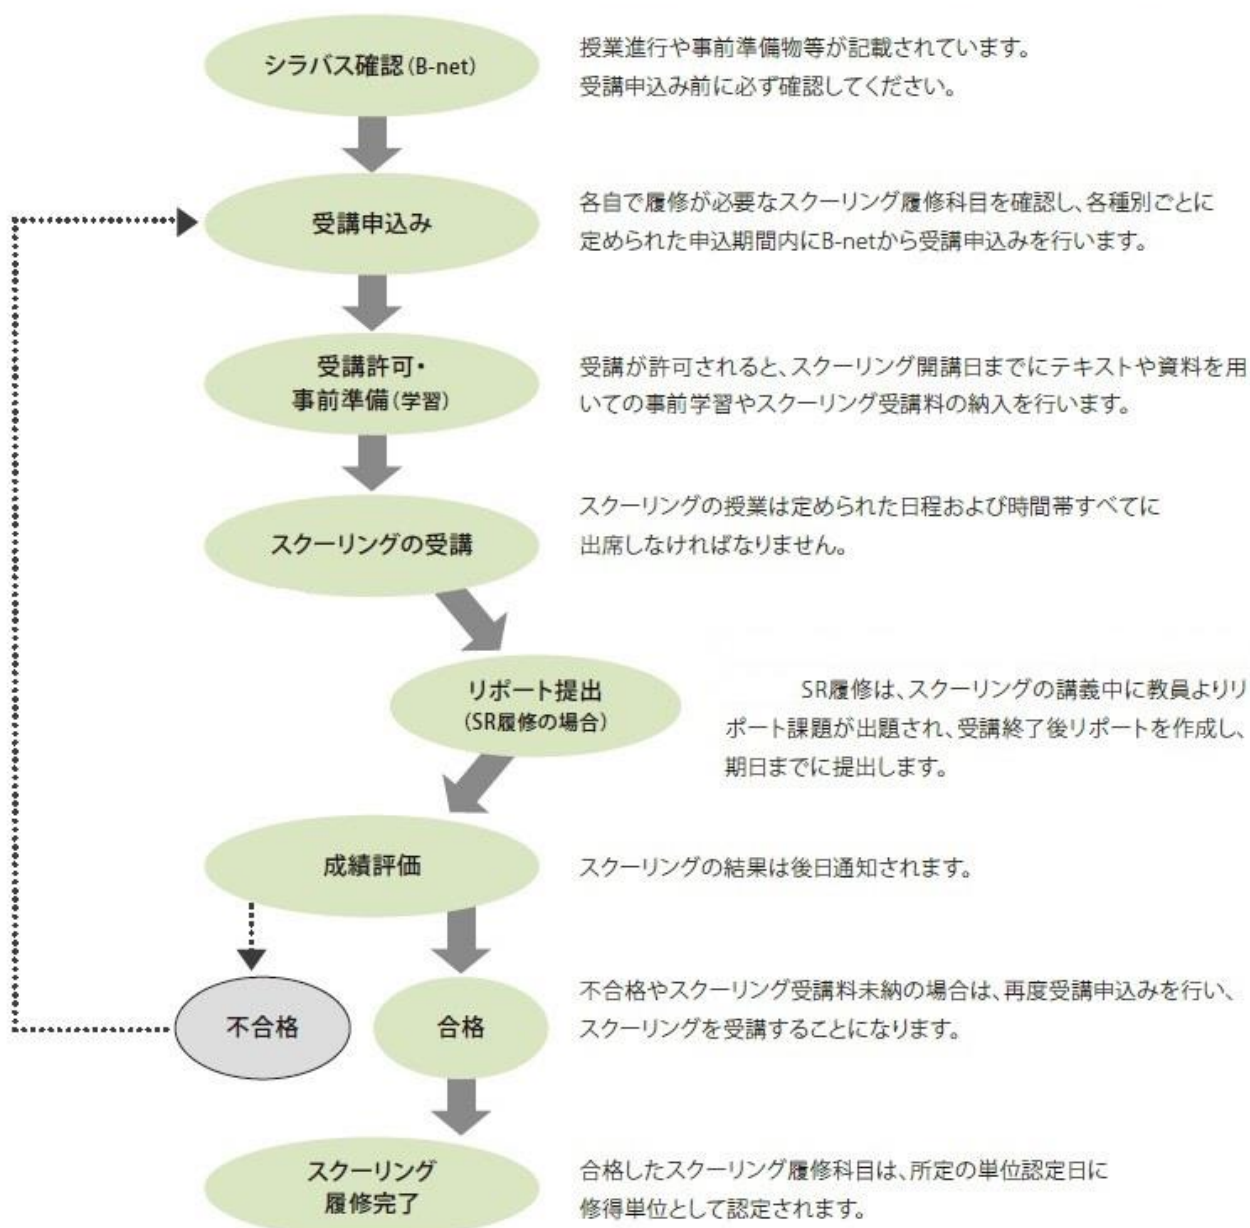 シラバス確認(B-net)
授業進行や事前準備物等が記載されています。
受講申込み前に必ず確認してください。
受講申込み
各自で履修が必要なスクーリング履修科目を確認し、各種別ごとに
定められた申込期間内にB-netから受講申込みを行います。
受講許可・
事前準備(学習)
受講が許可されると、スクーリング開講日までにテキストや資料を用
いての事前学習やスクーリング受講料の納入を行います。
スクーリングの受講
スクーリングの授業は定められた日程および時間帯すべてに
出席しなければなりません。
リポート提出
(SR履修の場合)
SR履修は、スクーリングの講義中に教員よりリ
ポート課題が出題され、受講終了後リポートを作成し、
期日までに提出します。
成績評価
スクーリングの結果は後日通知されます。
不合格
合格
不合格やスクーリング受講料未納の場合は、再度受講申込みを行い、
スクーリングを受講することになります。
スクーリング
履修完了
合格したスクーリング履修科目は、所定の単位認定日に
修得単位として認定されます。